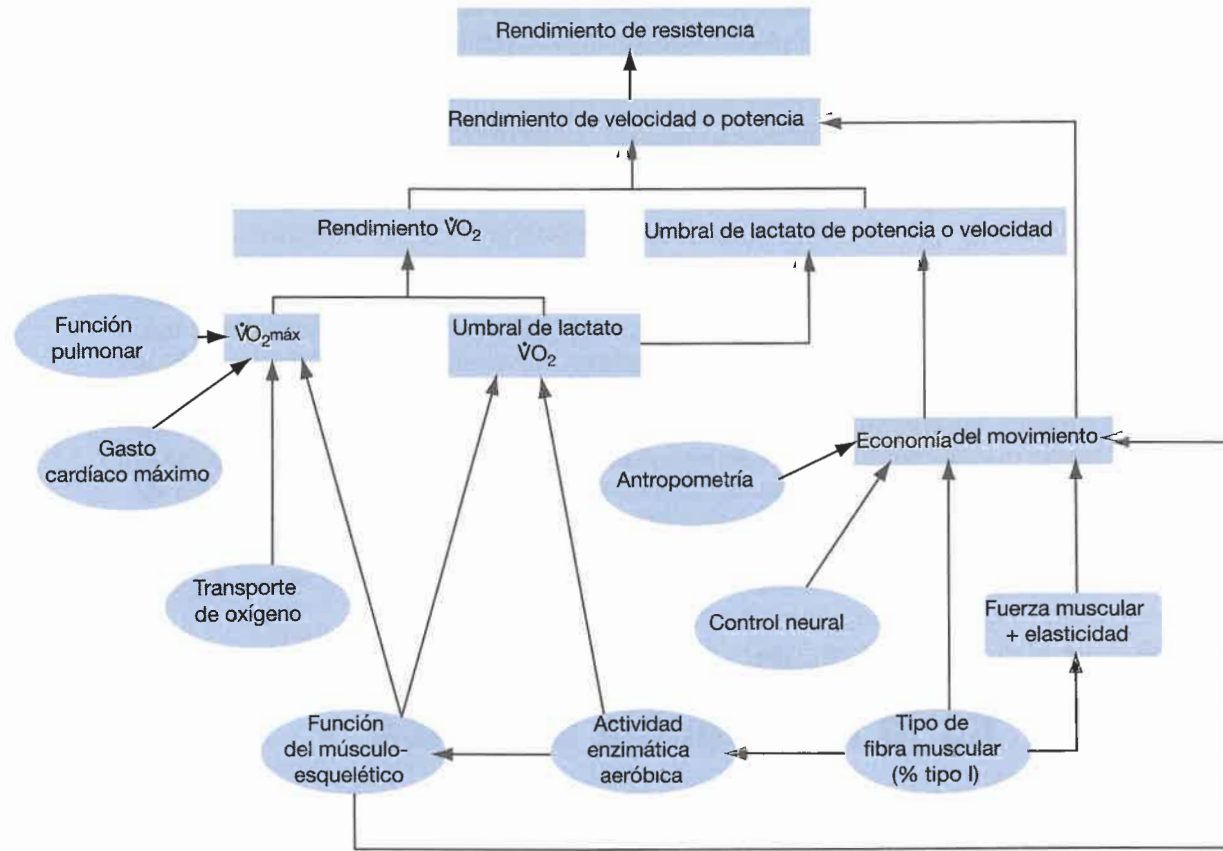 Rendimiento de resistencia
Rendimiento de velocidad o potencia
Rendimiento V̇O₂
Umbral de lactato de potencia o velocidad
Función
pulmonar
V̇O₂máx
Umbral de lactato
V̇O₂
Gasto
cardíaco máximo
Economía del movimiento
Antropometría
Transporte
de oxígeno
Control neural
Fuerza muscular
+ elasticidad
Función
del músculo-
esquelético
Actividad
enzimática
aeróbica
Tipo de
fibra muscular
(% tipo I)